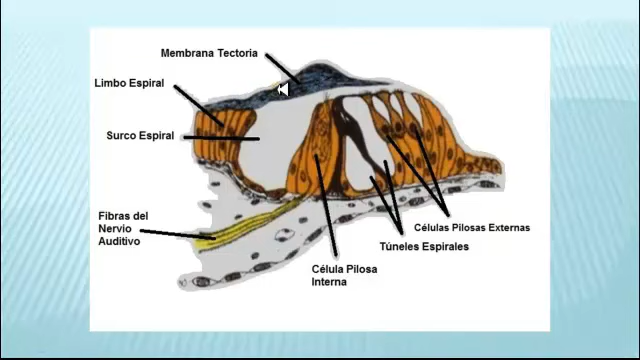 Membrana Tectoria
Limbo Espiral
Surco Espiral
Fibras del
Nervio
Auditivo
Células Pilosas Externas
Túneles Espirales
Célula Pilosa
Interna